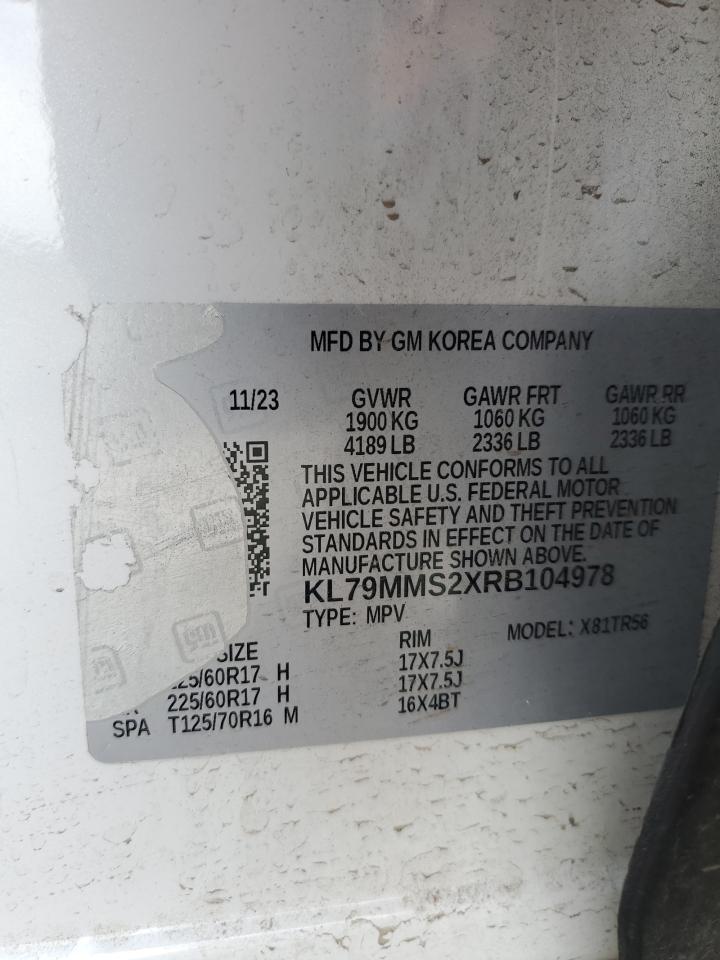 MFD BY GM KOREA COMPANY
11/23 GVWR GAWR FRT GAWR RR
1900 KG 1060 KG 1060 KG
4189 LB 2336 LB 2336 LB
THIS VEHICLE CONFORMS TO ALL
APPLICABLE U.S. FEDERAL MOTOR
VEHICLE SAFETY AND THEFT PREVENTION
STANDARDS IN EFFECT ON THE DATE OF
MANUFACTURE SHOWN ABOVE.
KL79MMS2XRB104978
TYPE: MPV MODEL: X81TR56
SIZE RIM
25/60R17 H 17X7.5J
225/60R17 H 17X7.5J
SPA T125/70R16 M 16X4BT
gm